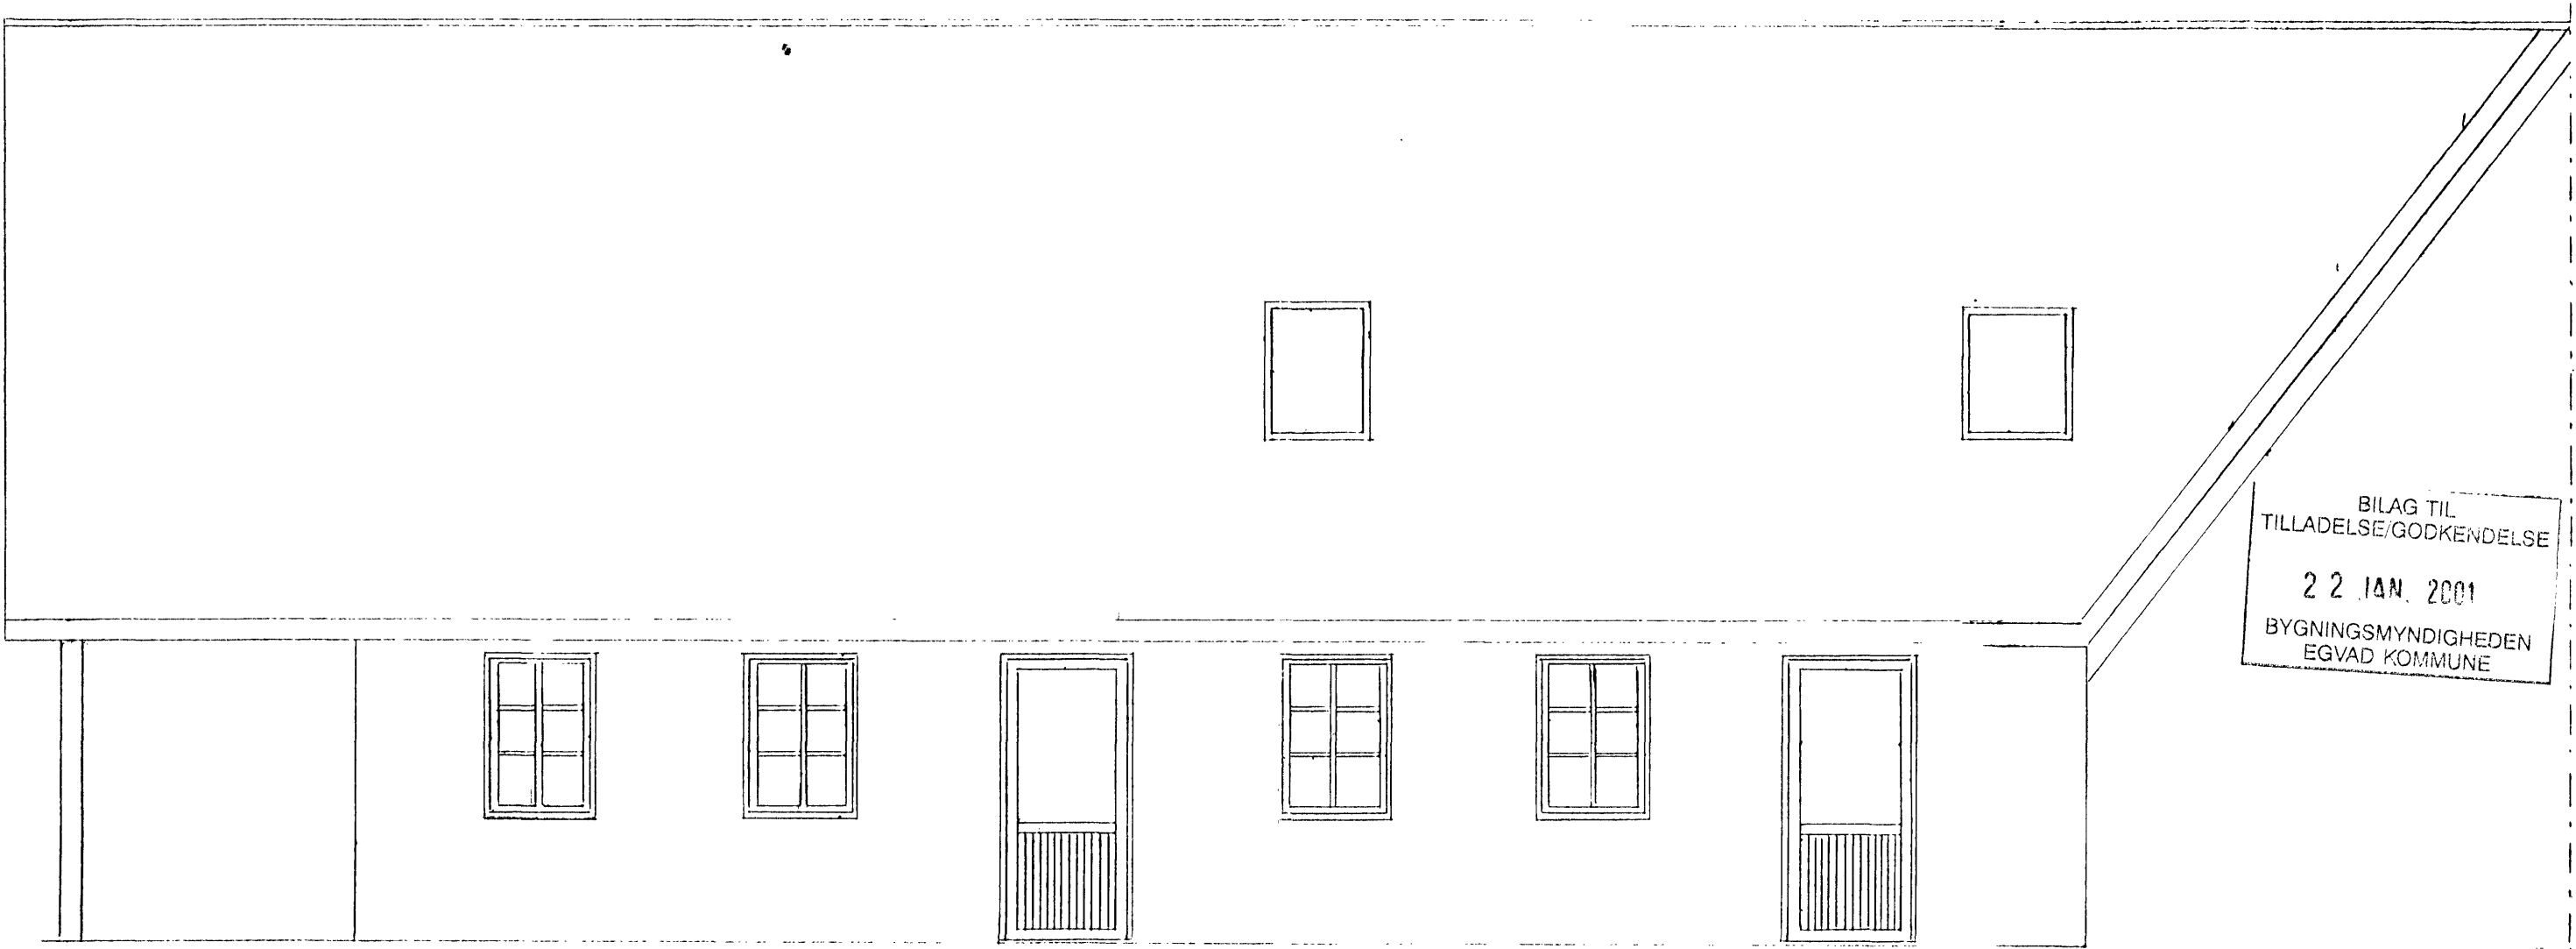 BILAG TIL
TILLADELSE/GODKENDELSE
22 JAN. 2001
BYGNINGSMYNDIGHEDEN
EGVAD KOMMUNE